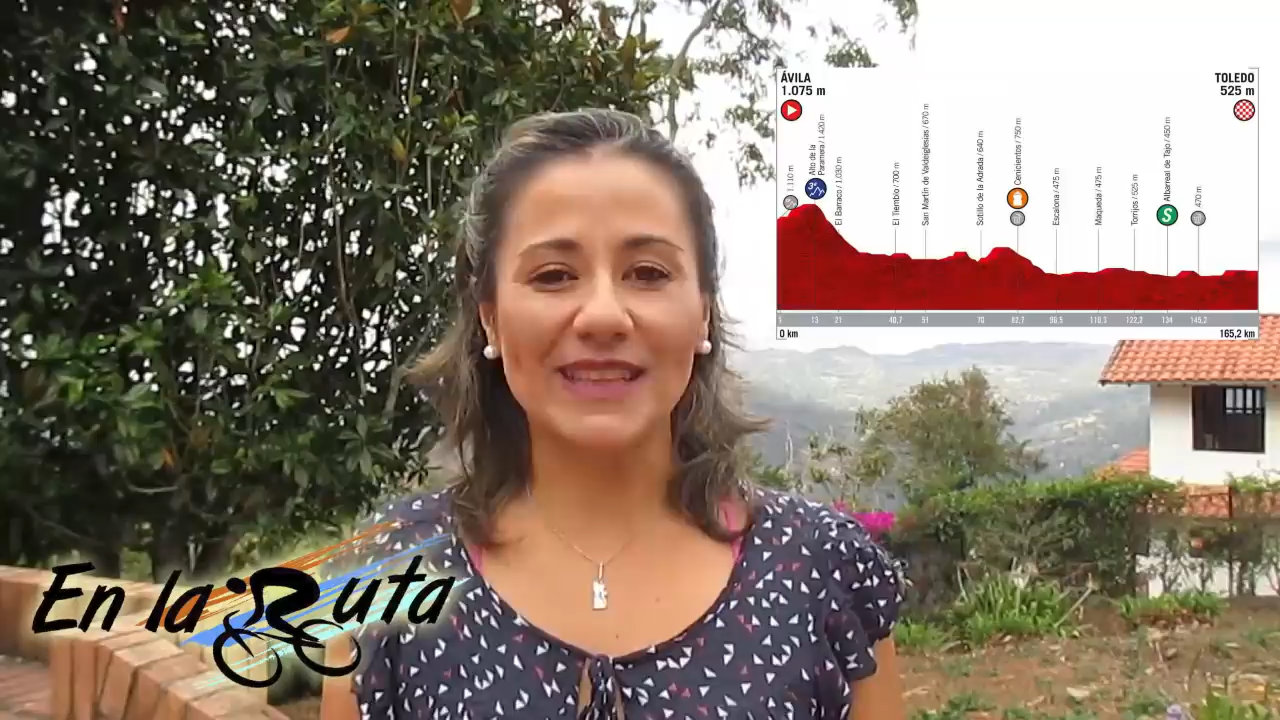 ÁVILA
1.075 m
TOLEDO
525 m
1.110 m
Alto de la
Paramera / 1.420 m
El Barraco / 1.030 m
El Tiemblo / 700 m
San Martín de Valdeiglesias / 670 m
Sotillo de la Adrada / 640 m
Cenicientos / 750 m
Escalona / 475 m
Maqueda / 475 m
Torrijos / 525 m
Albarreal de Tajo / 450 m
470 m
3ª
S
13 21 40,7 51 70 82,7 96,5 110,3 122,2 134 145,2
0 km
165,2 km
En la Ruta